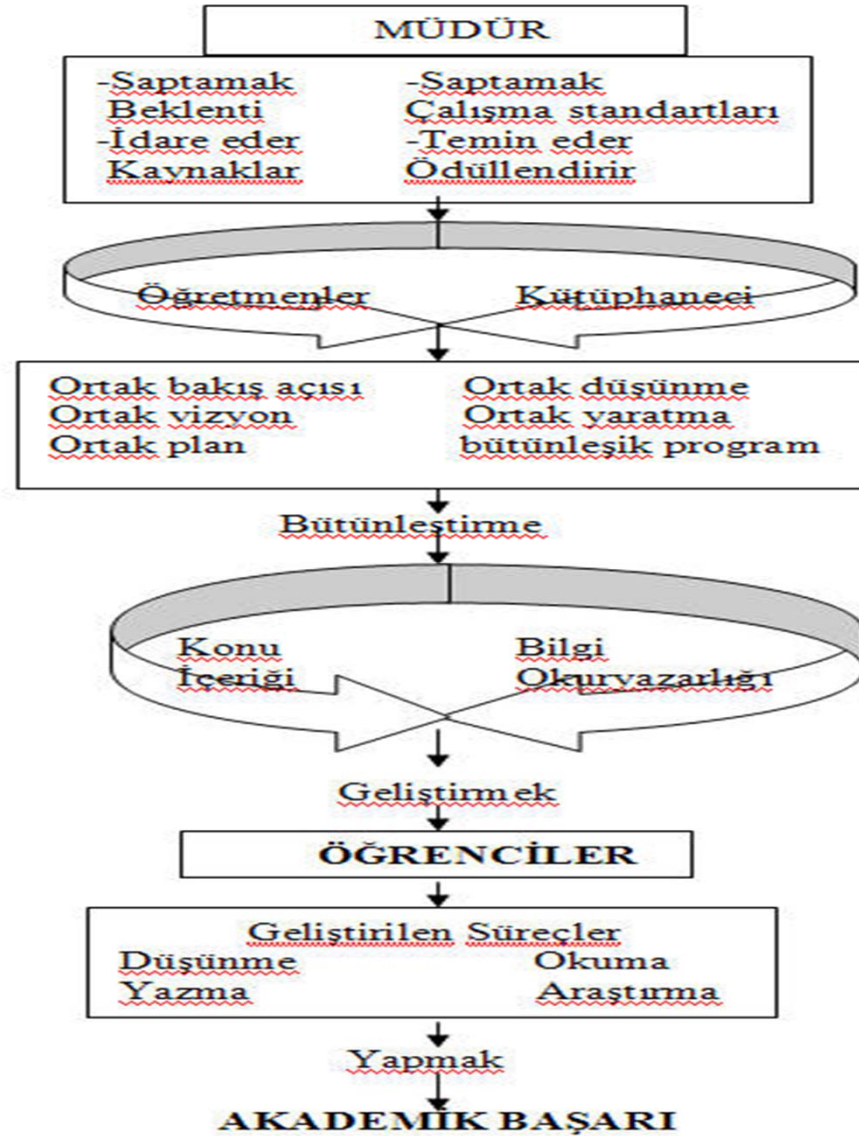 MÜDÜR
-Saptamak -Saptamak
Beklenti Çalışma standartları
-İdare eder -Temin eder
Kaynaklar Ödüllendirir
Öğretmenler Kütüphaneci
Ortak bakış açısı Ortak düşünme
Ortak vizyon Ortak yaratma
Ortak plan bütünleşik program
Bütünleştirme
Konu Bilgi
İçeriği Okuryazarlığı
Geliştirmek
ÖĞRENCİLER
Geliştirilen Süreçler
Düşünme Okuma
Yazma Araştırma
Yapmak
AKADEMİK BAŞARI